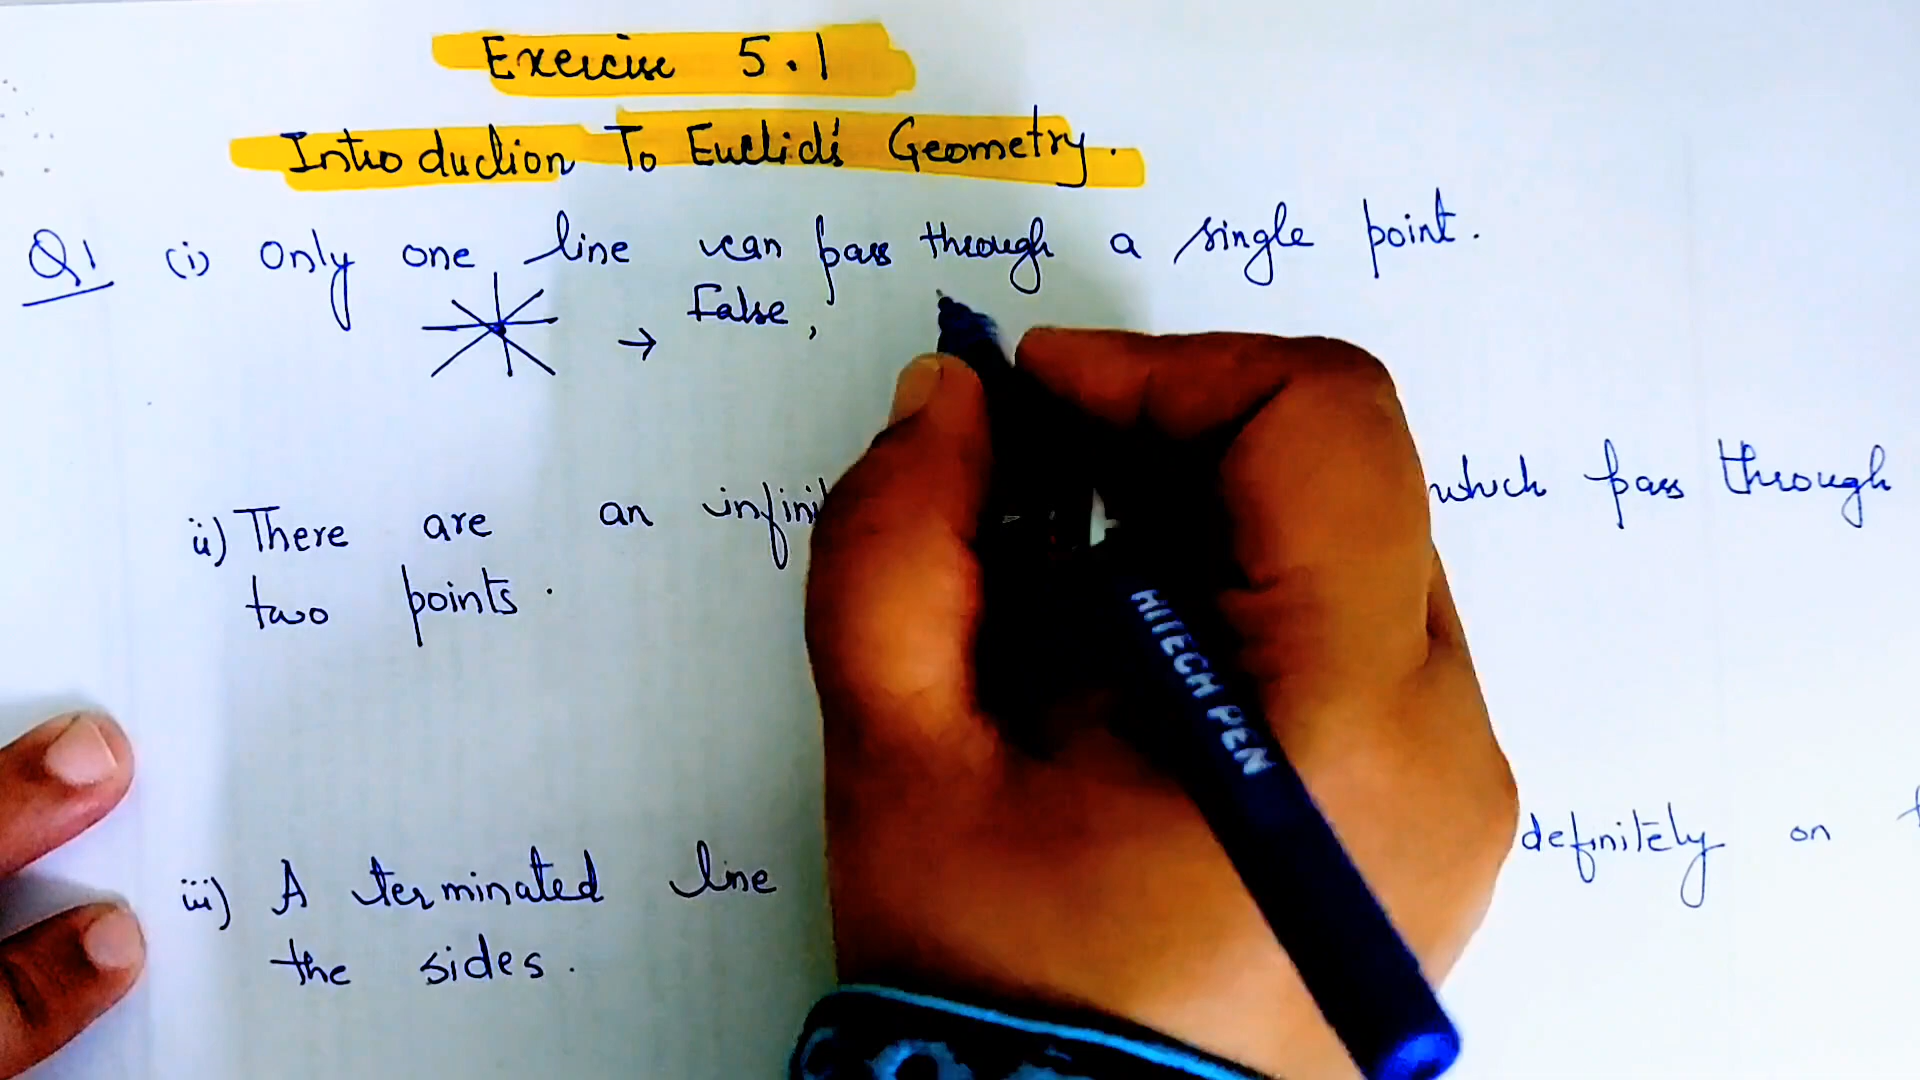 Exercise 5.1
Introduction To Euclid's Geometry.
Q1 (i) Only one line can pass through a single point.
→ False,
ii) There are an infini which pass through
two points.
iii) A terminated line definitely on t
the sides.
HITECH PEN